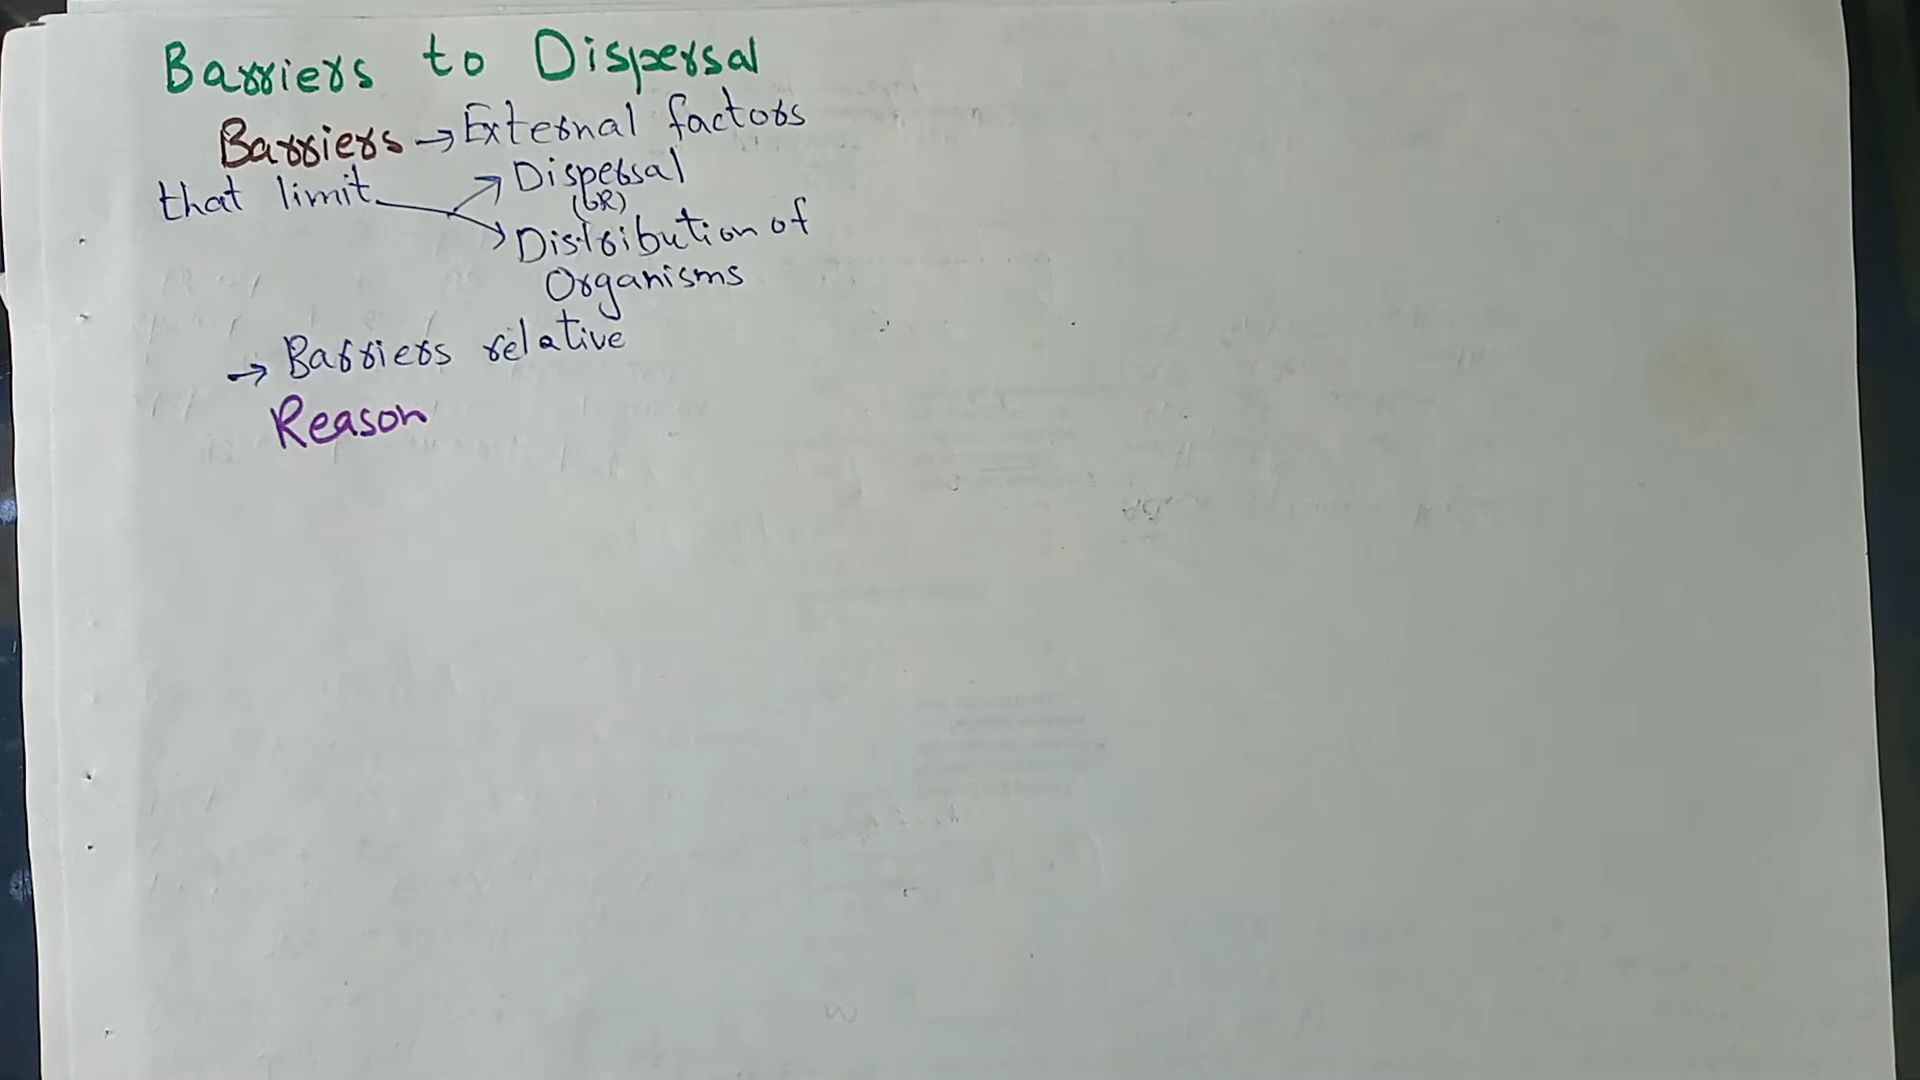 Barriers to Dispersal
Barriers → External factors
that limit → Dispersal
(OR)
→ Distribution of
Organisms
→ Barriers relative
Reason